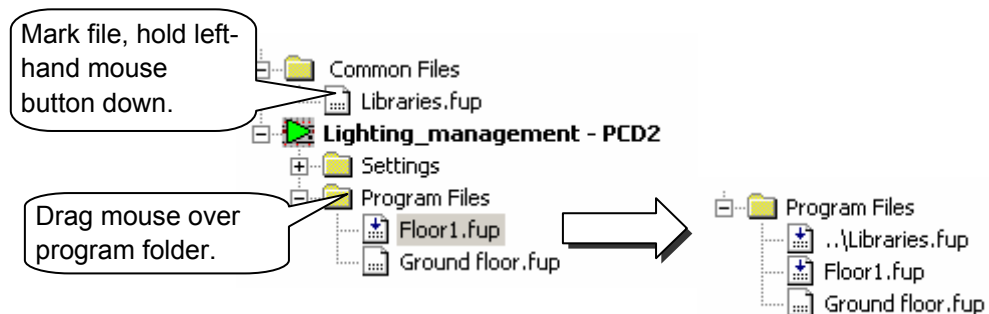 Mark file, hold left-
hand mouse
button down.
Common Files
Libraries.fup
Lighting_management - PCD2
Settings
Program Files
Floor1.fup
Ground floor.fup
Drag mouse over
program folder.
Program Files
..\Libraries.fup
Floor1.fup
Ground floor.fup